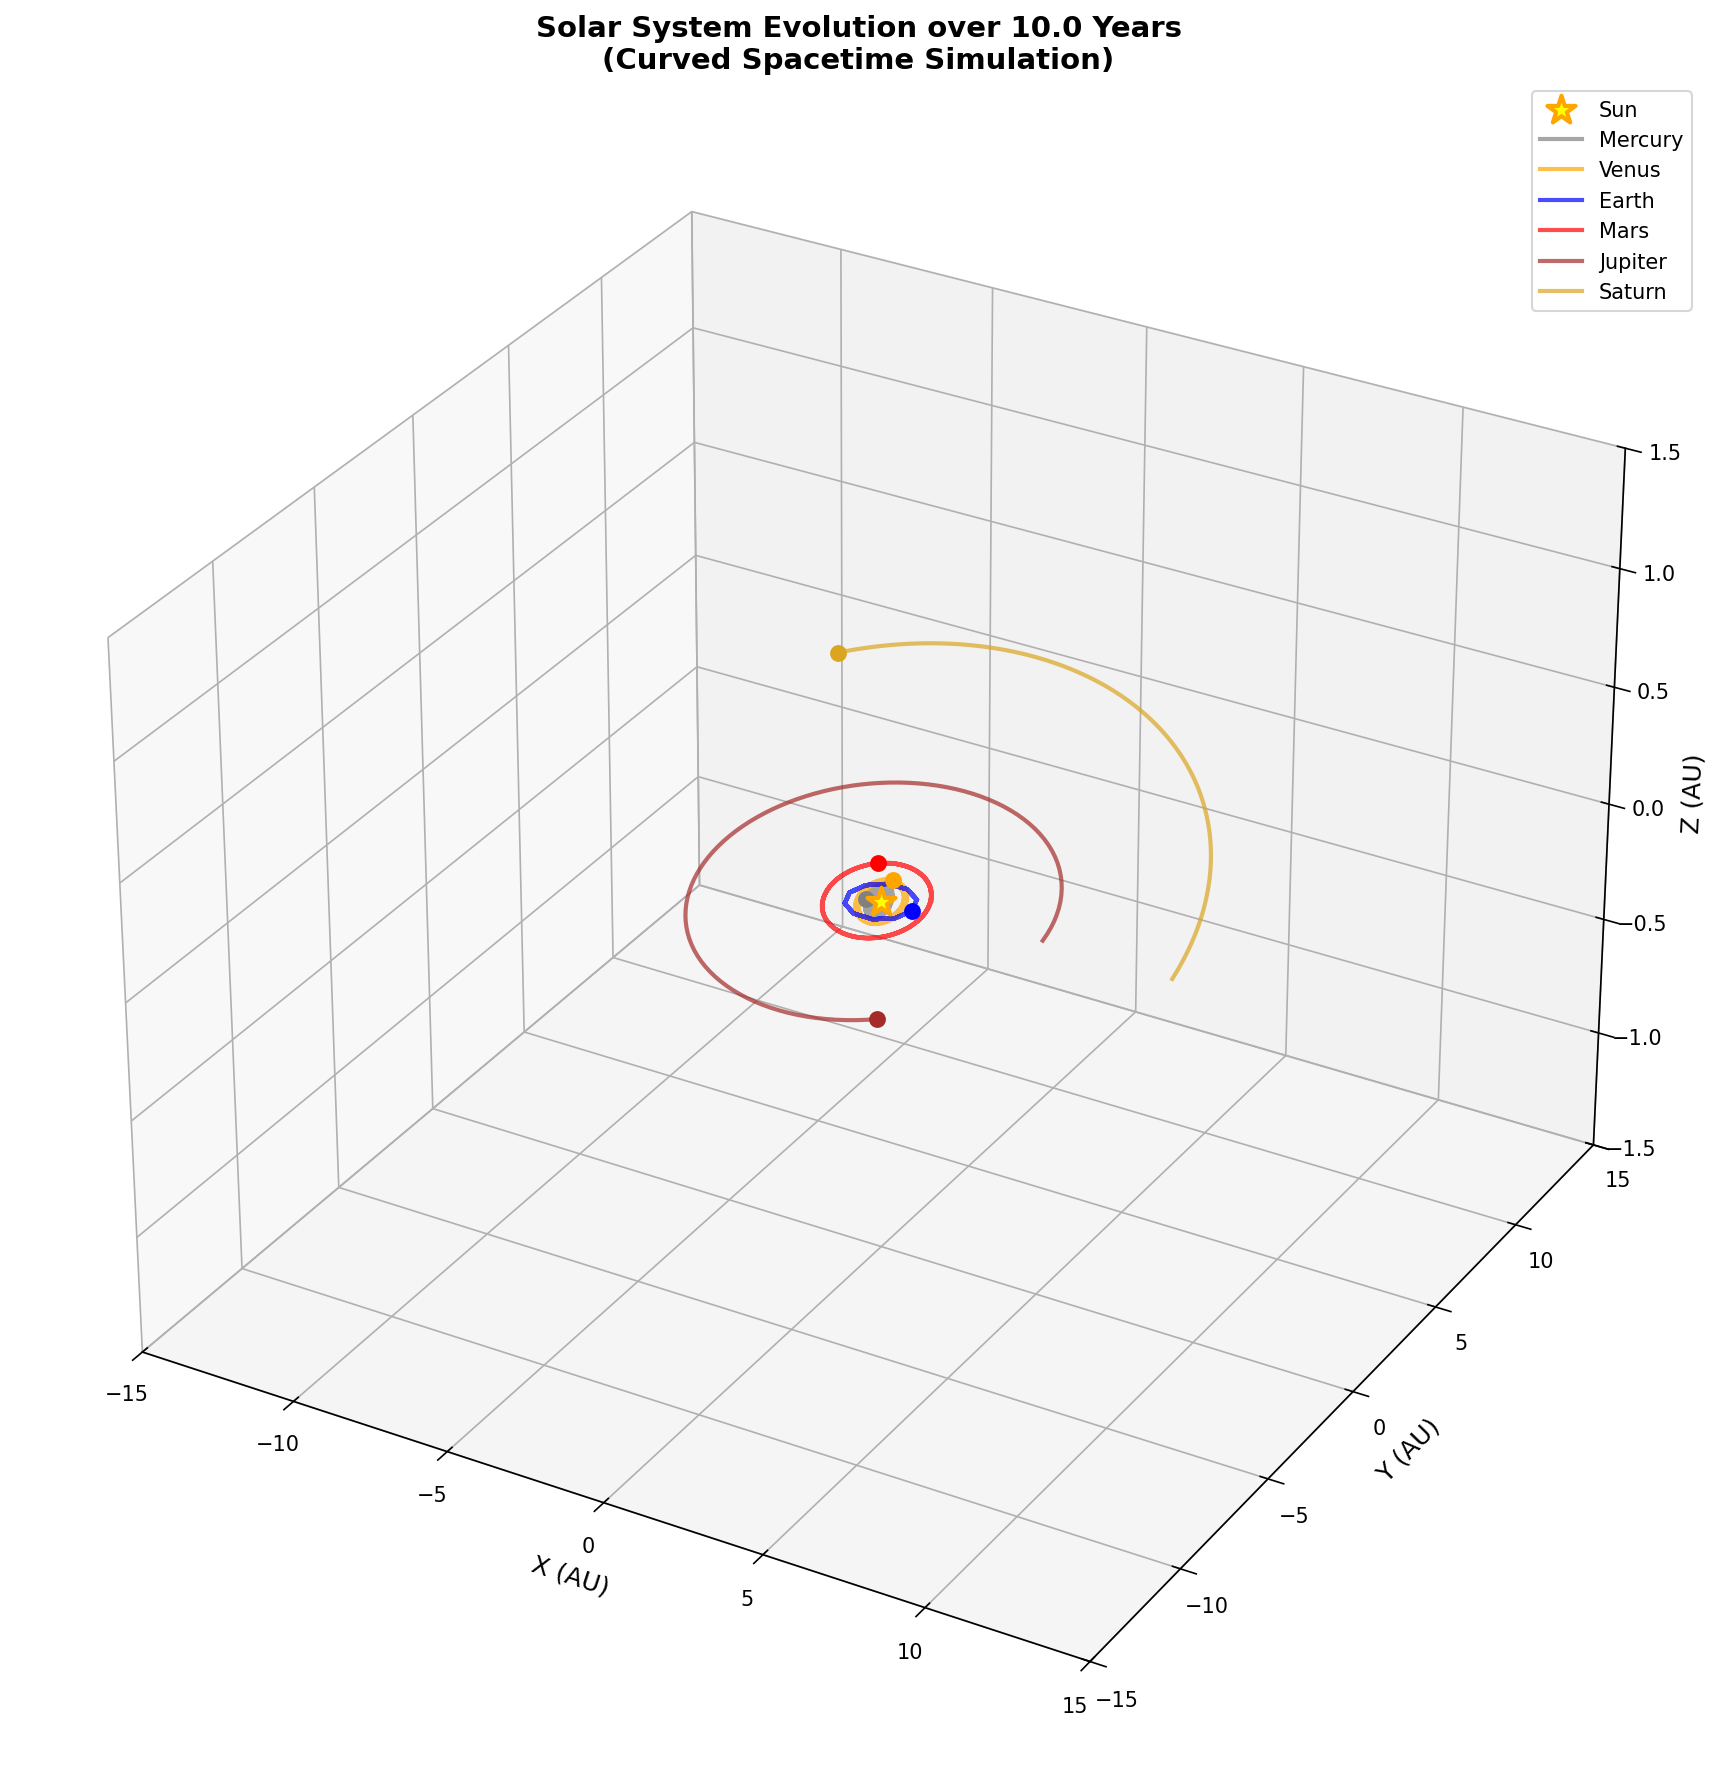 Solar System Evolution over 10.0 Years
(Curved Spacetime Simulation)
Sun
Mercury
Venus
Earth
Mars
Jupiter
Saturn
1.5
1.0
0.5
0.0
−0.5
−1.0
−1.5
Z (AU)
15
10
5
0
−5
−10
−15
Y (AU)
−15
−10
−5
0
5
10
15
X (AU)